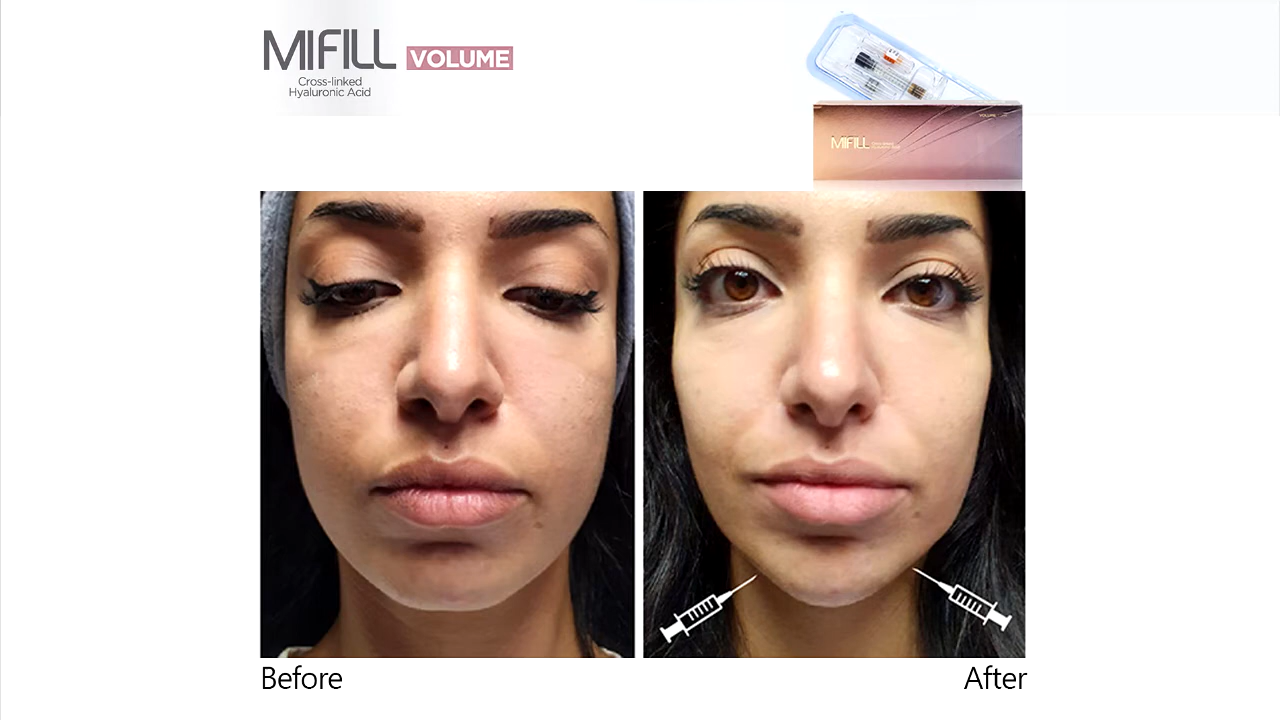 MIFILL VOLUME
Cross-linked
Hyaluronic Acid
VOLUME
MIFILL
Before
After